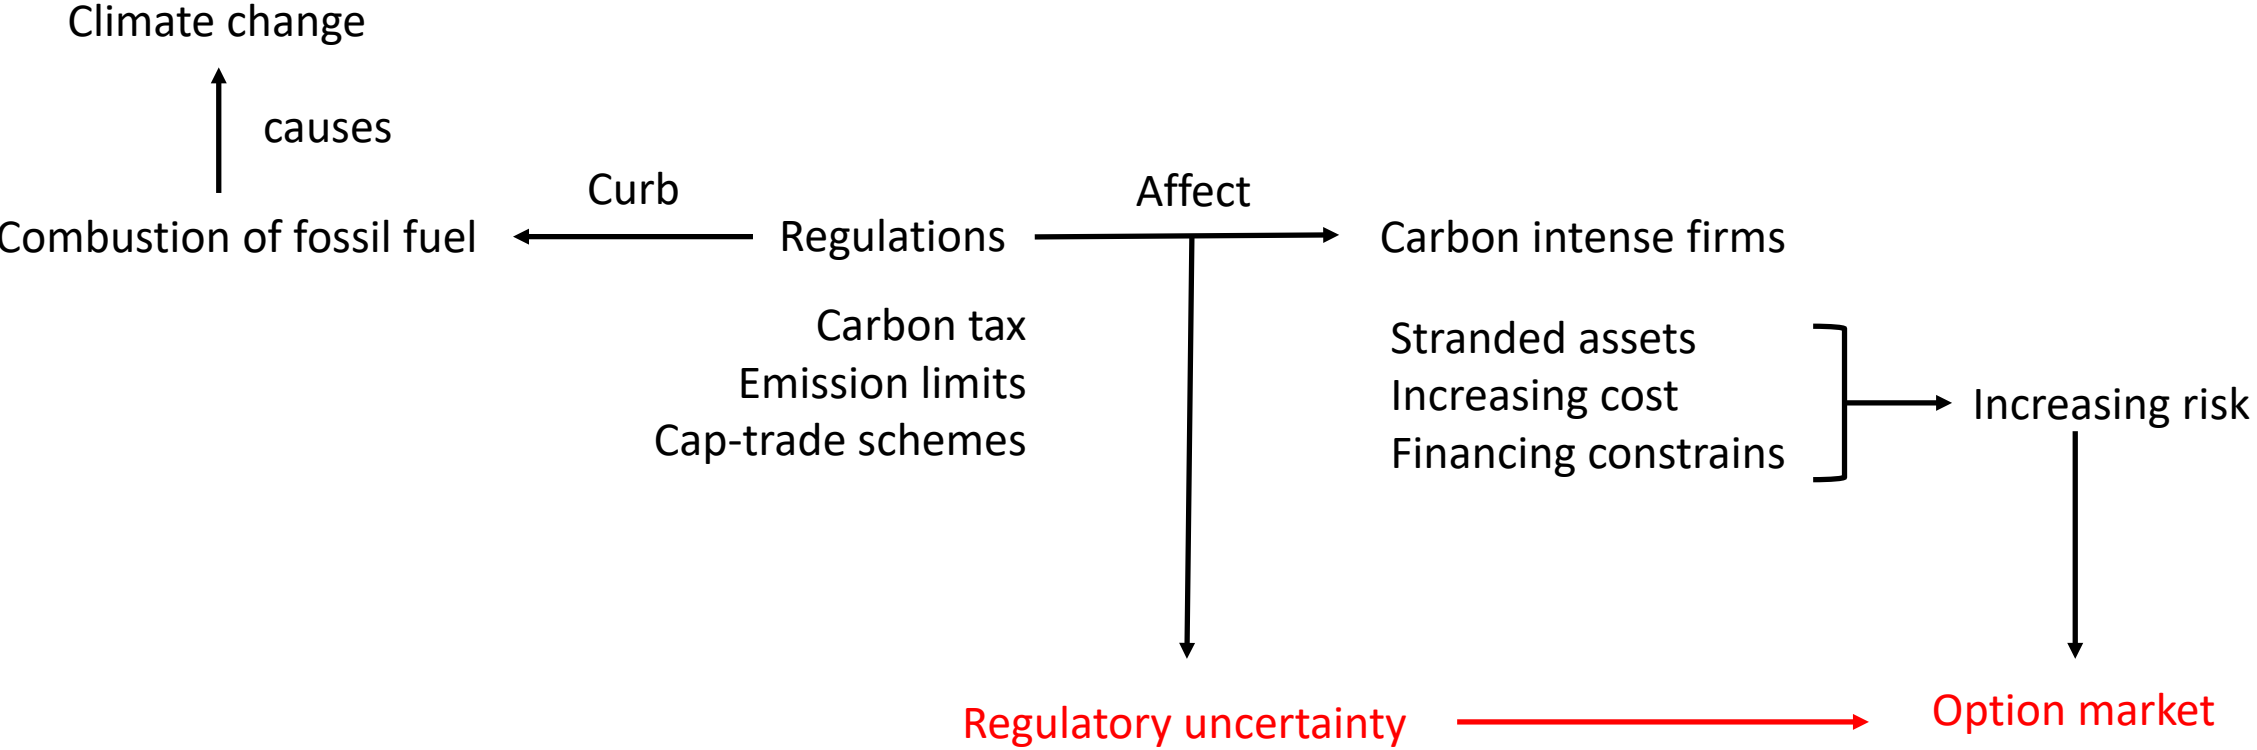 Climate change
causes
Curb
Affect
Combustion of fossil fuel
Regulations
Carbon intense firms
Carbon tax
Emission limits
Cap-trade schemes
Stranded assets
Increasing cost
Financing constrains
Increasing risk
Regulatory uncertainty
Option market